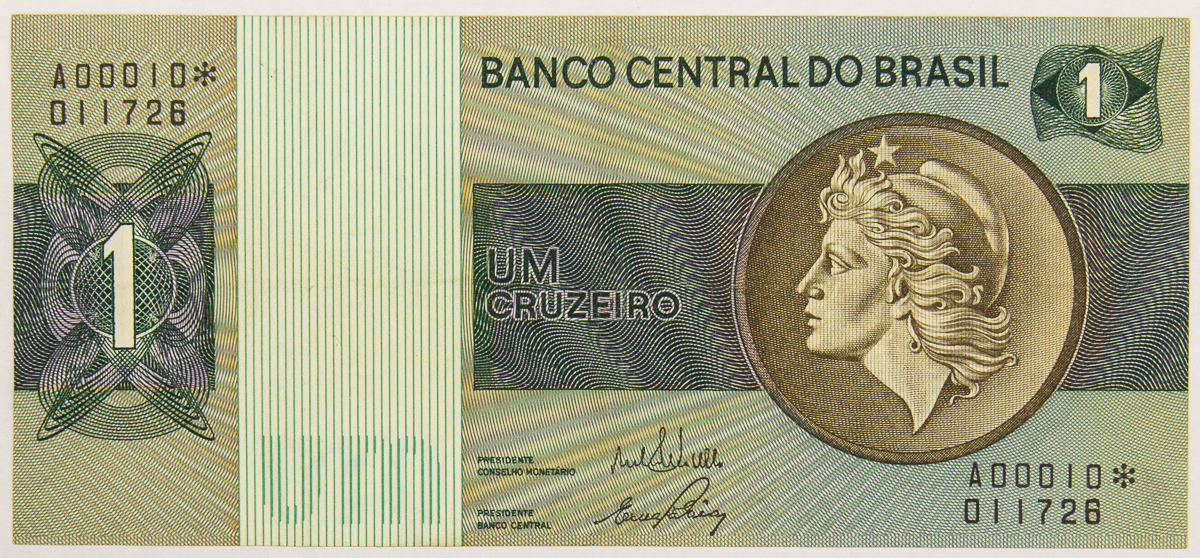 A00010*
011726
BANCO CENTRAL DO BRASIL
1
1
UM
CRUZEIRO
PRESIDENTE
CONSELHO MONETÁRIO
PRESIDENTE
BANCO CENTRAL
A00010*
011726